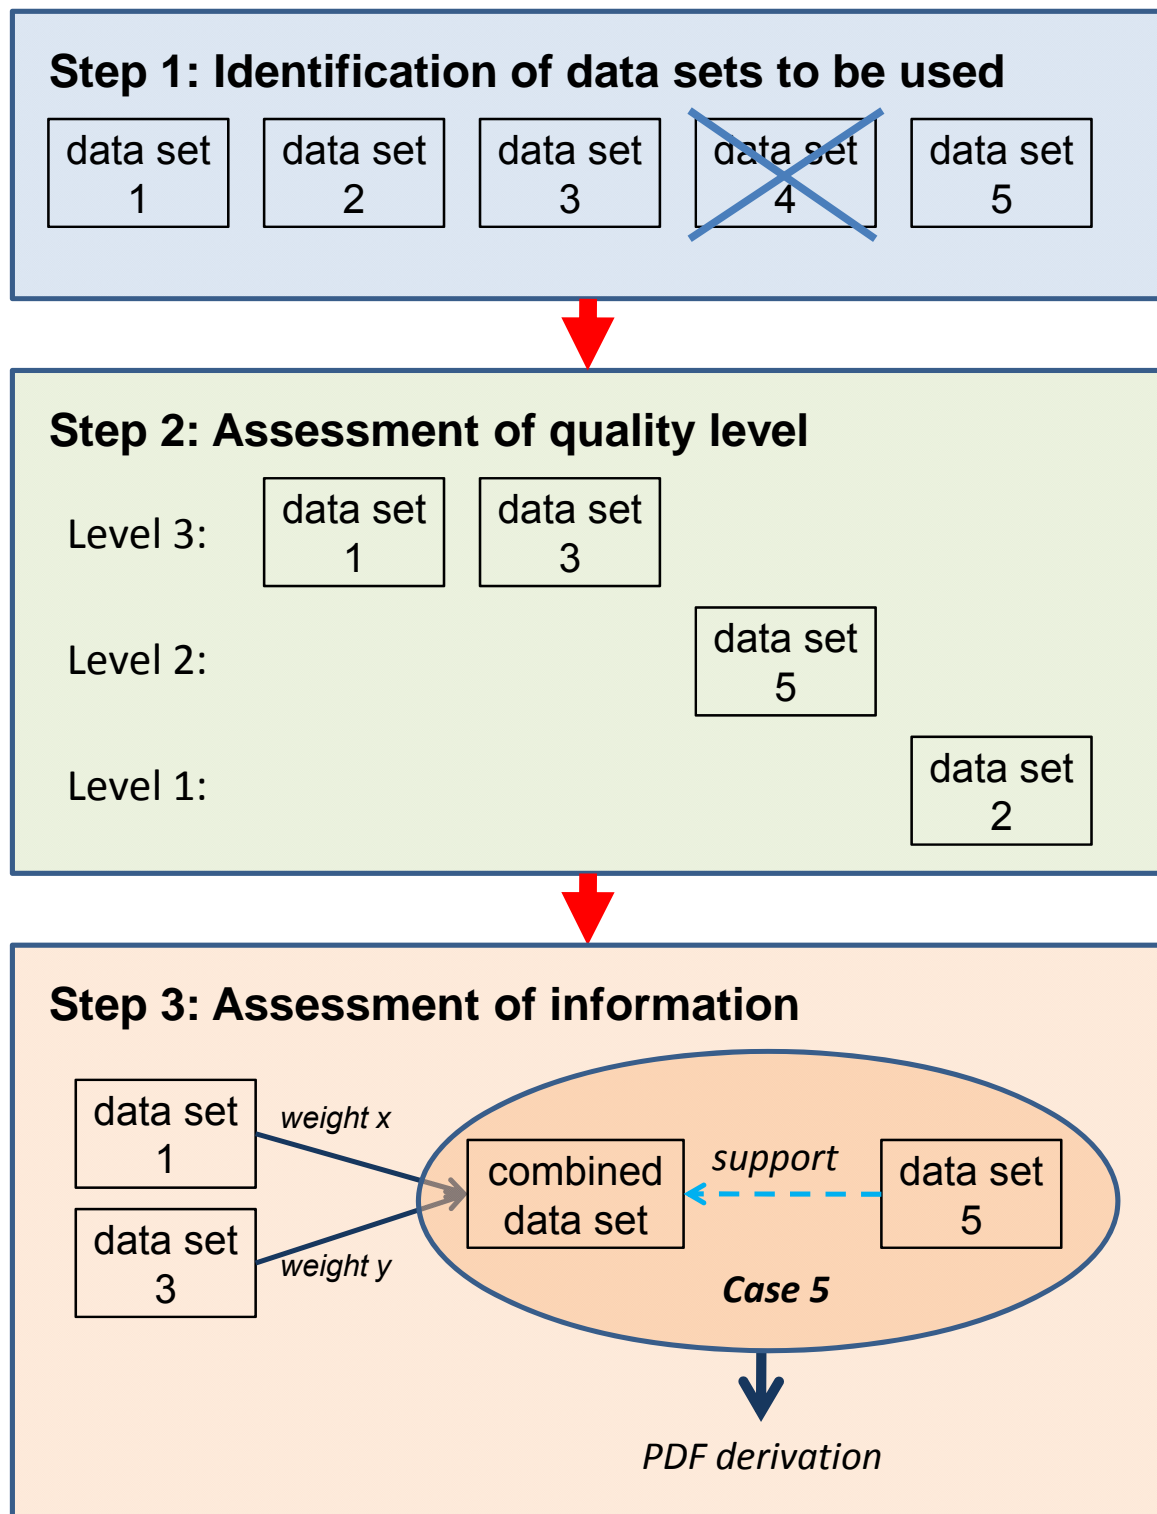 Step 1: Identification of data sets to be used
data set
1
data set
2
data set
3
data set
4
data set
5
Step 2: Assessment of quality level
Level 3:
data set
1
data set
3
Level 2:
data set
5
Level 1:
data set
2
Step 3: Assessment of information
data set
1
weight x
data set
3
weight y
combined
data set
support
data set
5
Case 5
PDF derivation